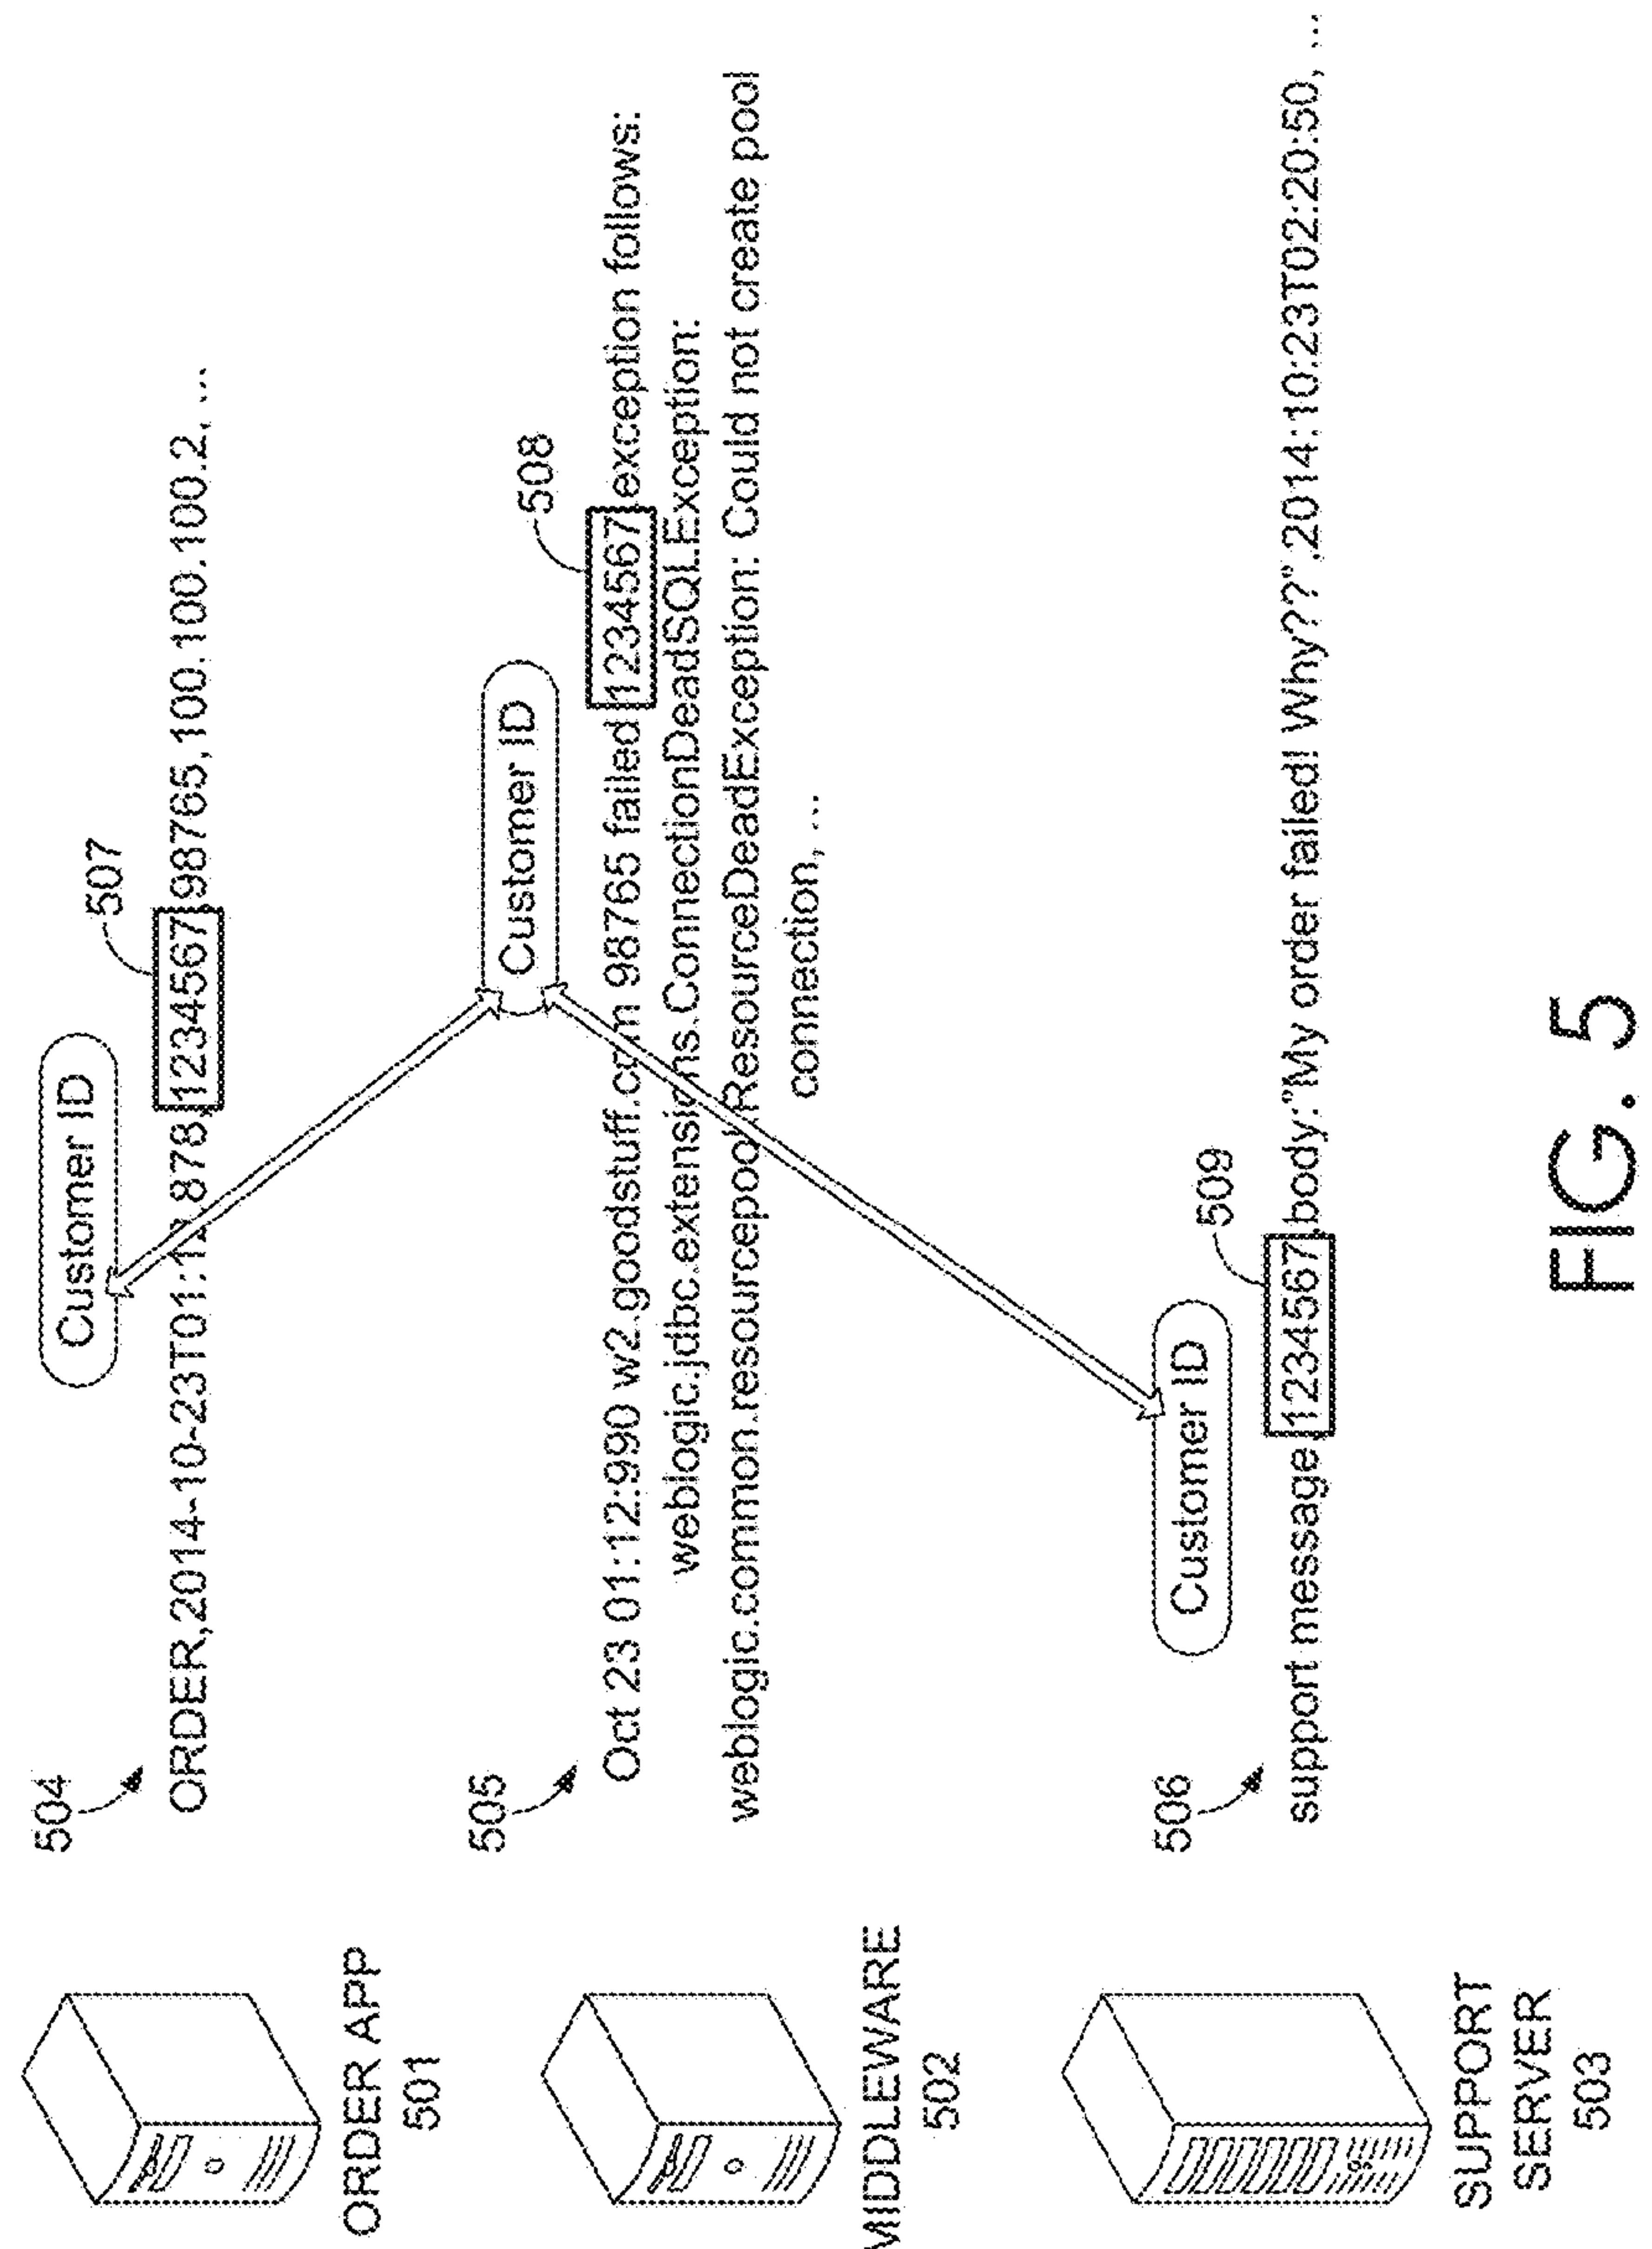 504
Customer ID
507
ORDER,2014-10-23T01:12.878,1234567,98765,100.100.100.2, ...
ORDER APP
501
505
Customer ID
508
Oct 23 01:12:990 w2.goodstuff.com 98765 failed 1234567 exception follows:
weblogic.jdbc.extensions.ConnectionDeadSQLException:
weblogic.common.resourcepool.ResourceDeadException: Could not create pool
connection, ...
MIDDLEWARE
502
506
Customer ID
509
support message 1234567,body:"My order failed! Why??",2014:10:23T02:20:50, ...
SUPPORT
SERVER
503
FIG. 5